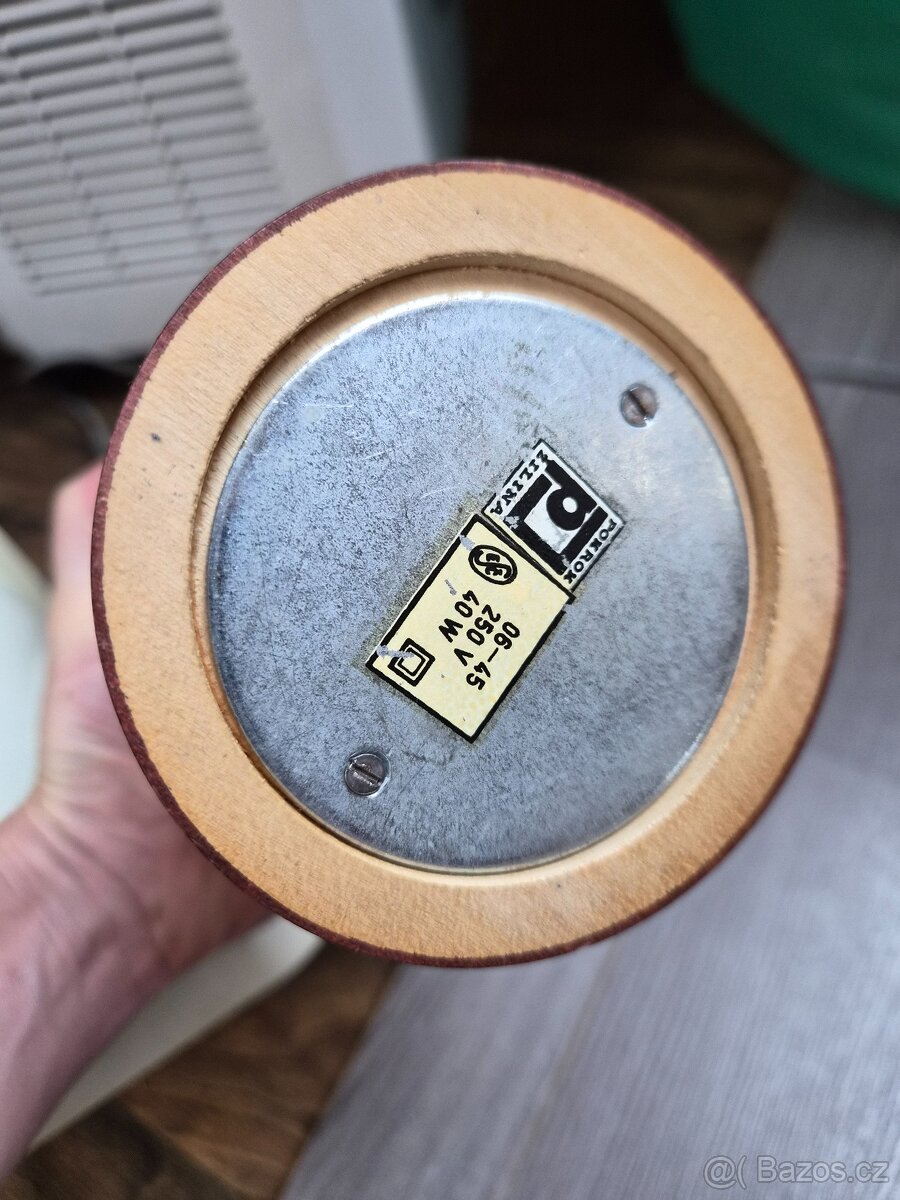 ŽILINA
POKROK
06-45
250 V
40 W
@( Bazos.cz